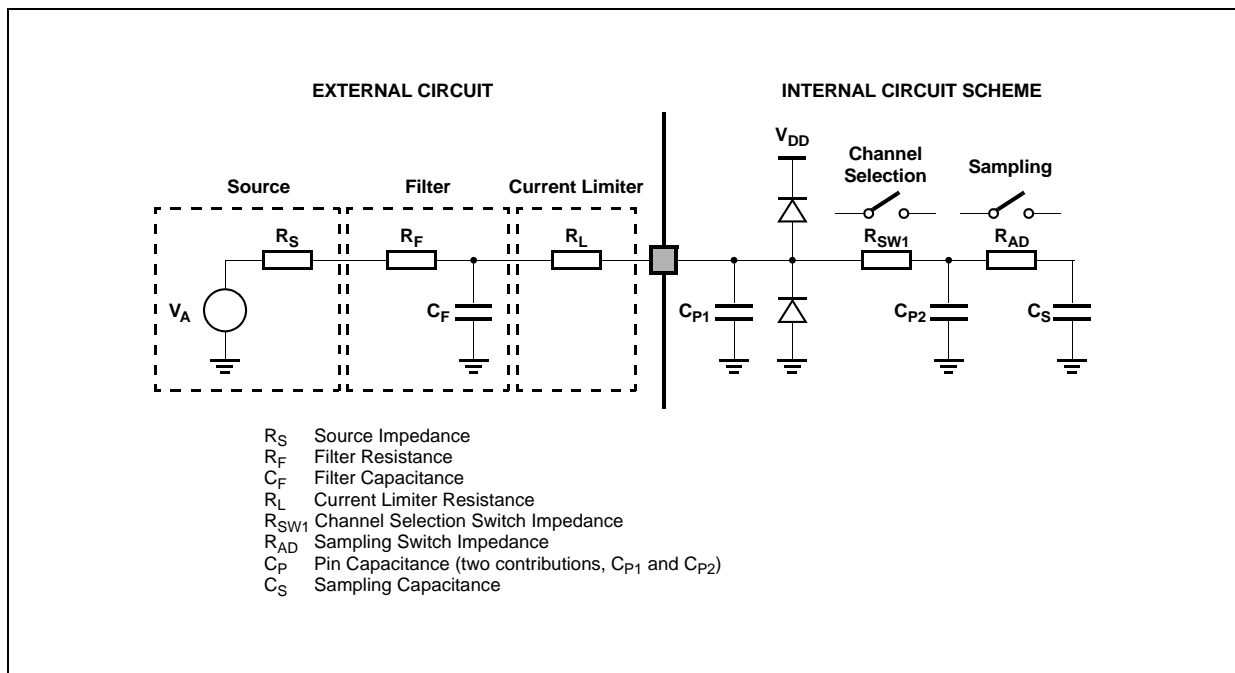 EXTERNAL CIRCUIT
INTERNAL CIRCUIT SCHEME
VDD
Channel
Selection
Sampling
Source
Filter
Current Limiter
RS
RF
RL
RSW1
RAD
VA
CF
CP1
CP2
CS
RS Source Impedance
RF Filter Resistance
CF Filter Capacitance
RL Current Limiter Resistance
RSW1 Channel Selection Switch Impedance
RAD Sampling Switch Impedance
CP Pin Capacitance (two contributions, CP1 and CP2)
CS Sampling Capacitance